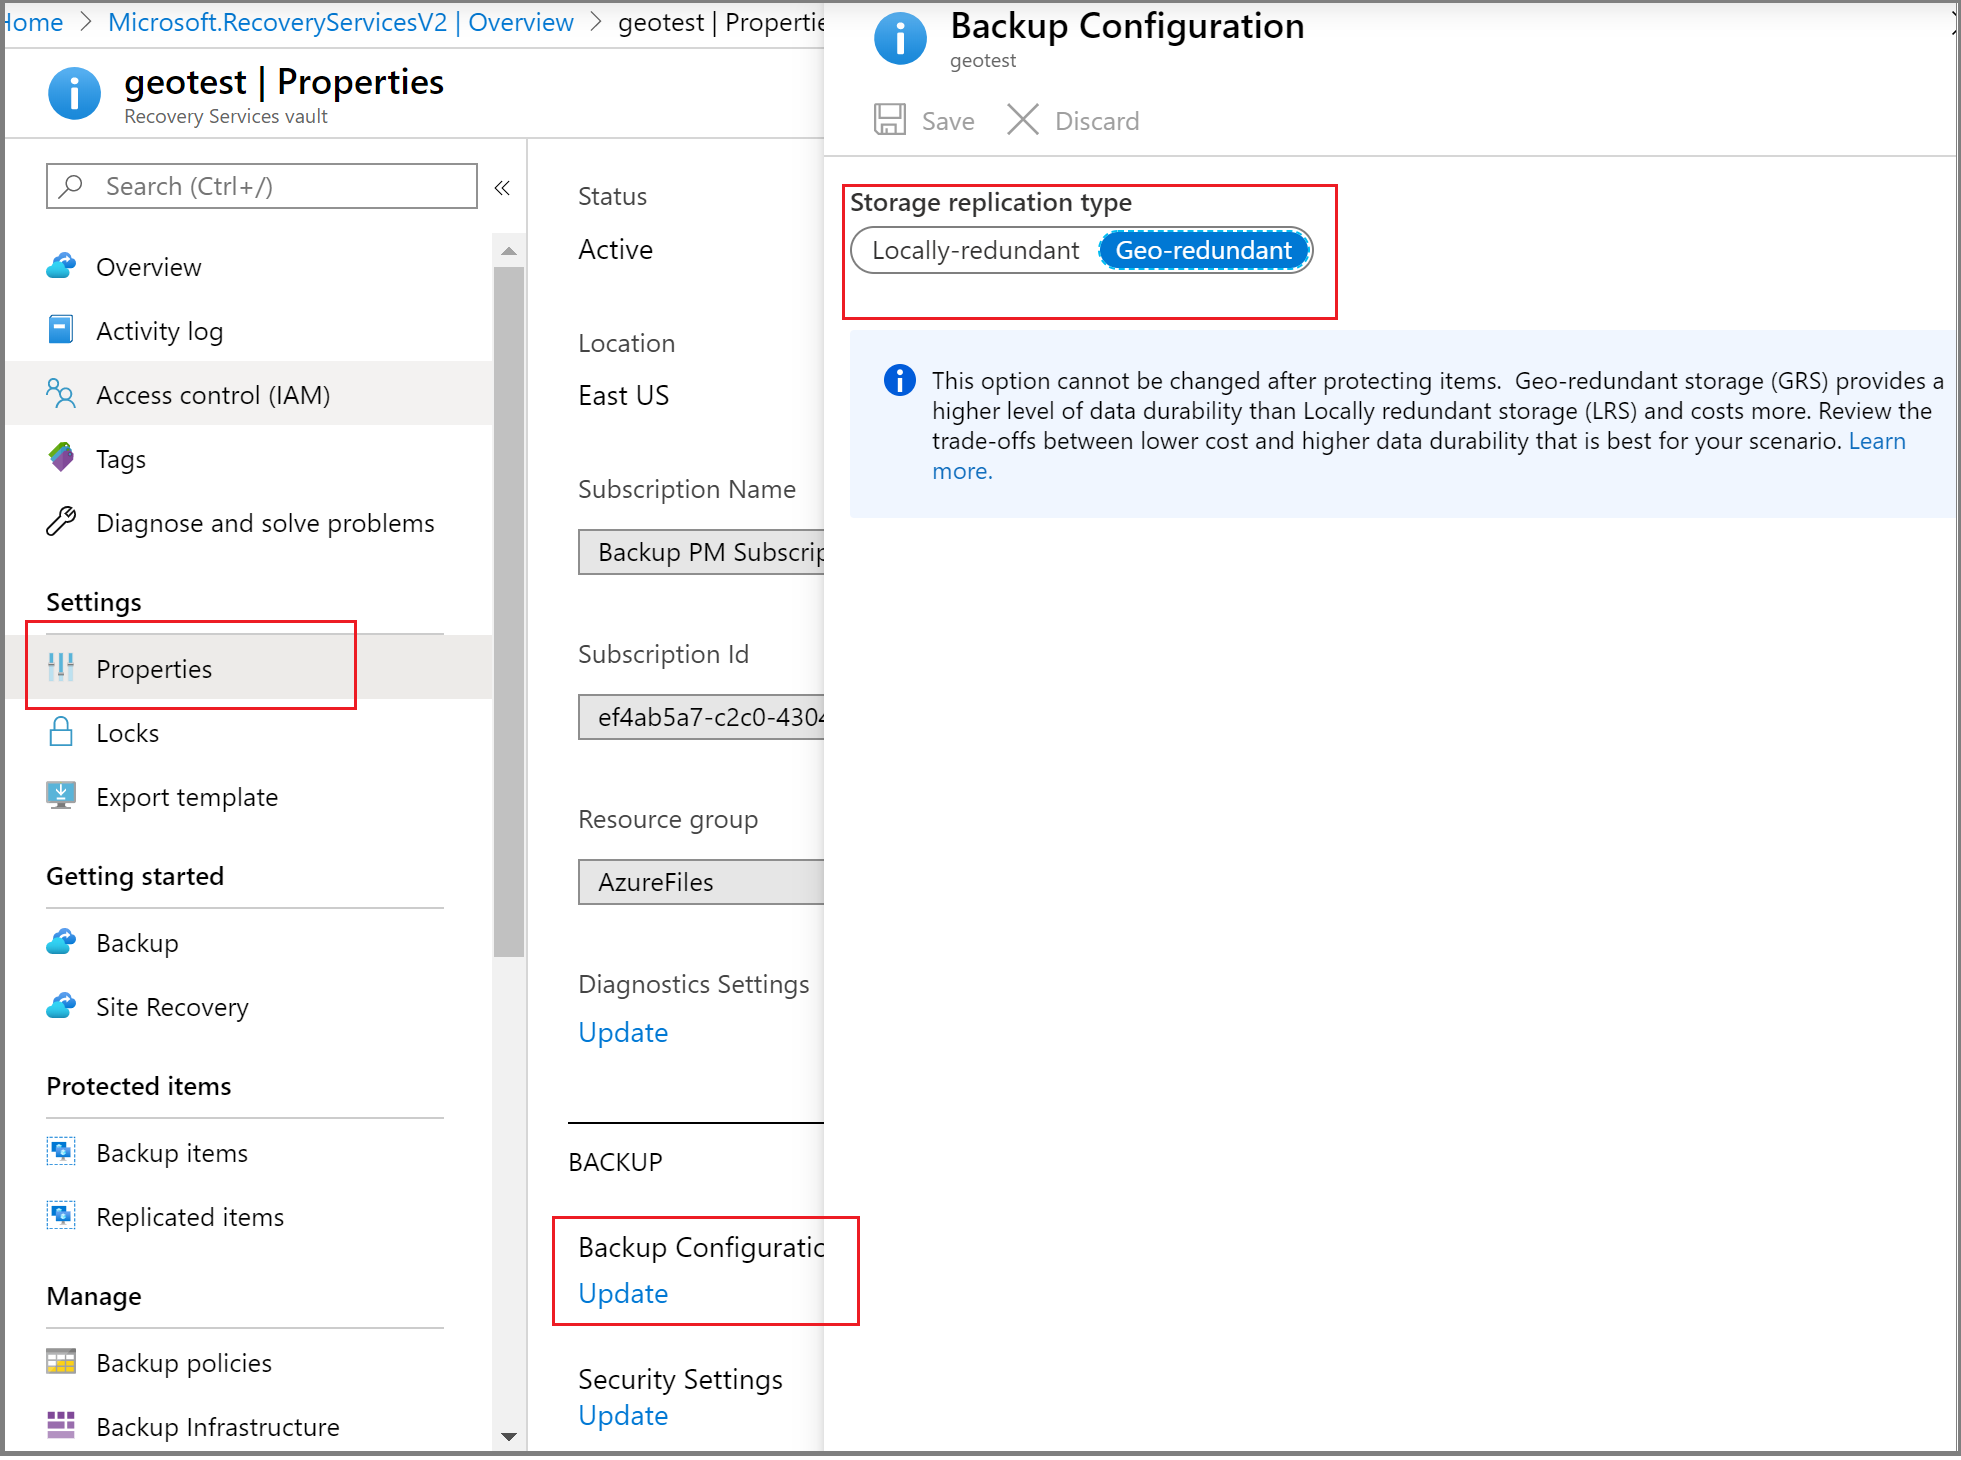 Home > Microsoft.RecoveryServicesV2 | Overview > geotest | Properties
geotest | Properties
Recovery Services vault
Search (Ctrl+/)
«
Overview
Activity log
Access control (IAM)
Tags
Diagnose and solve problems
Settings
Properties
Locks
Export template
Getting started
Backup
Site Recovery
Protected items
Backup items
Replicated items
Manage
Backup policies
Backup Infrastructure
Status
Active
Location
East US
Subscription Name
Backup PM Subscrip
Subscription Id
ef4ab5a7-c2c0-4304
Resource group
AzureFiles
Diagnostics Settings
Update
BACKUP
Backup Configuratio
Update
Security Settings
Update
Backup Configuration
geotest
Save Discard
Storage replication type
Locally-redundant Geo-redundant
This option cannot be changed after protecting items. Geo-redundant storage (GRS) provides a
higher level of data durability than Locally redundant storage (LRS) and costs more. Review the
trade-offs between lower cost and higher data durability that is best for your scenario. Learn
more.